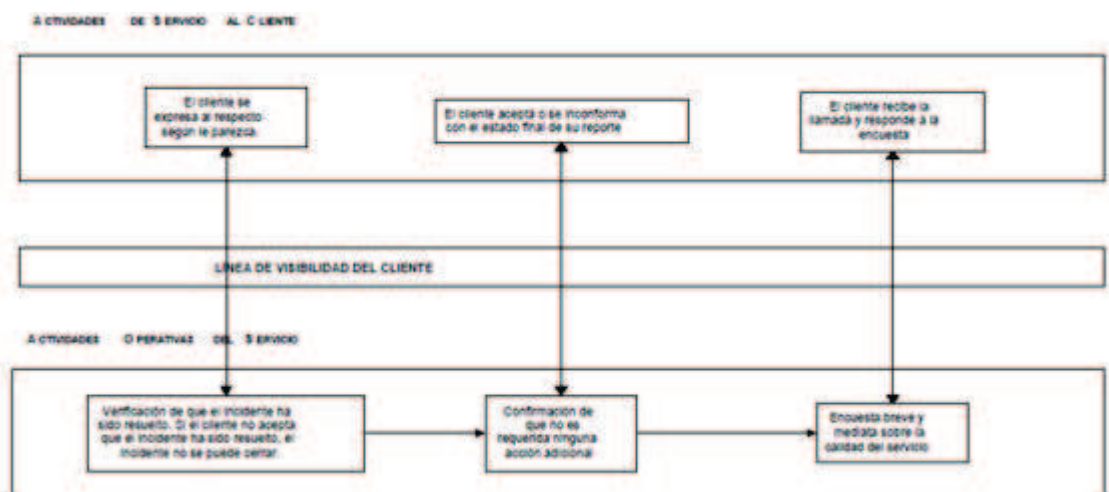 ACTIVIDADES DE SERVICIO AL CLIENTE
El cliente se
expresa al respecto
según le parezca
El cliente acepta o se inconforma
con el estado final de su reporte
El cliente recibe la
llamada y responde a la
encuesta
LÍNEA DE VISIBILIDAD DEL CLIENTE
ACTIVIDADES OPERATIVAS DEL SERVICIO
Verificación de que el incidente ha
sido resuelto. Si el cliente no acepta
que el incidente ha sido resuelto, el
incidente no se puede cerrar.
Confirmación de
que no es
requerida ninguna
acción adicional
Encuesta breve y
mediata sobre la
calidad del servicio